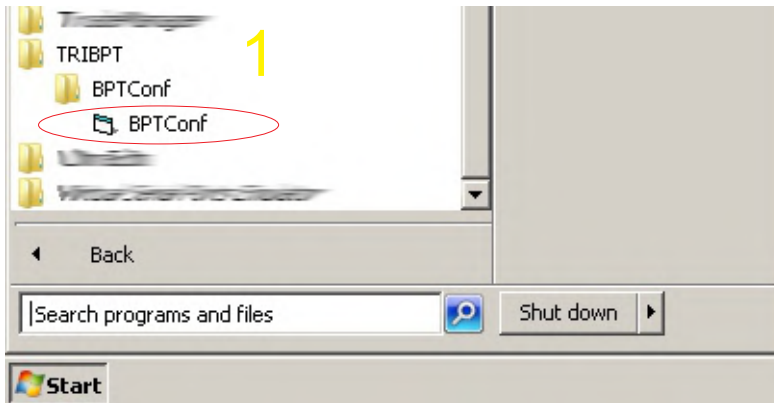 TRIBPT
1
BPTConf
BPTConf
Back
Search programs and files
Shut down
Start